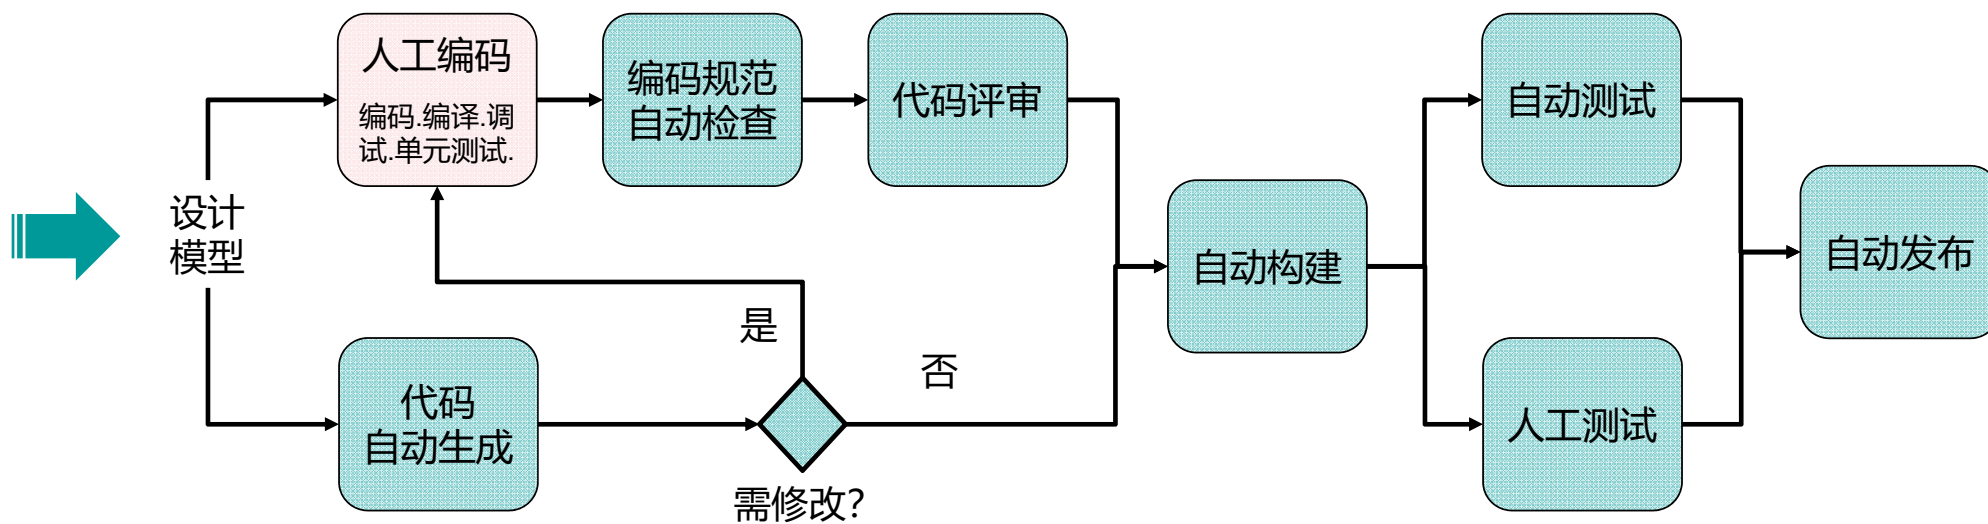 人工编码
编码.编译.调
试.单元测试.
编码规范
自动检查
代码评审
自动测试
设计
模型
自动构建
自动发布
是
否
代码
自动生成
人工测试
需修改?